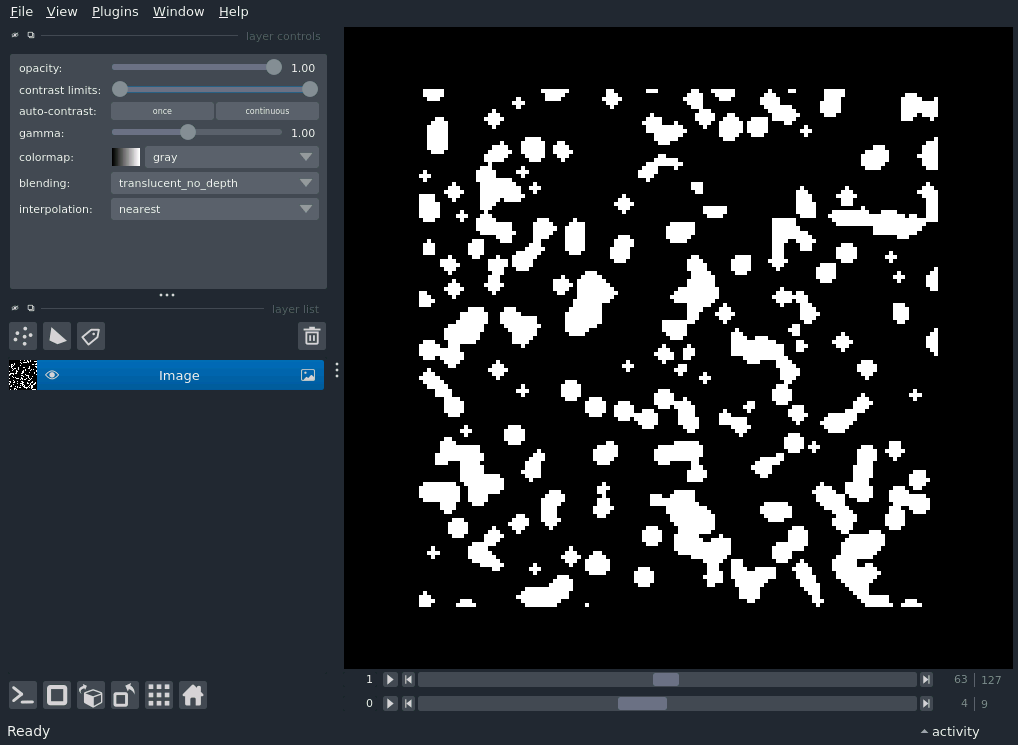 File View Plugins Window Help
layer controls
opacity: 1.00
contrast limits:
auto-contrast: once continuous
gamma: 1.00
colormap: gray
blending: translucent_no_depth
interpolation: nearest
layer list
Image
1 63 127
0 4 9
Ready activity